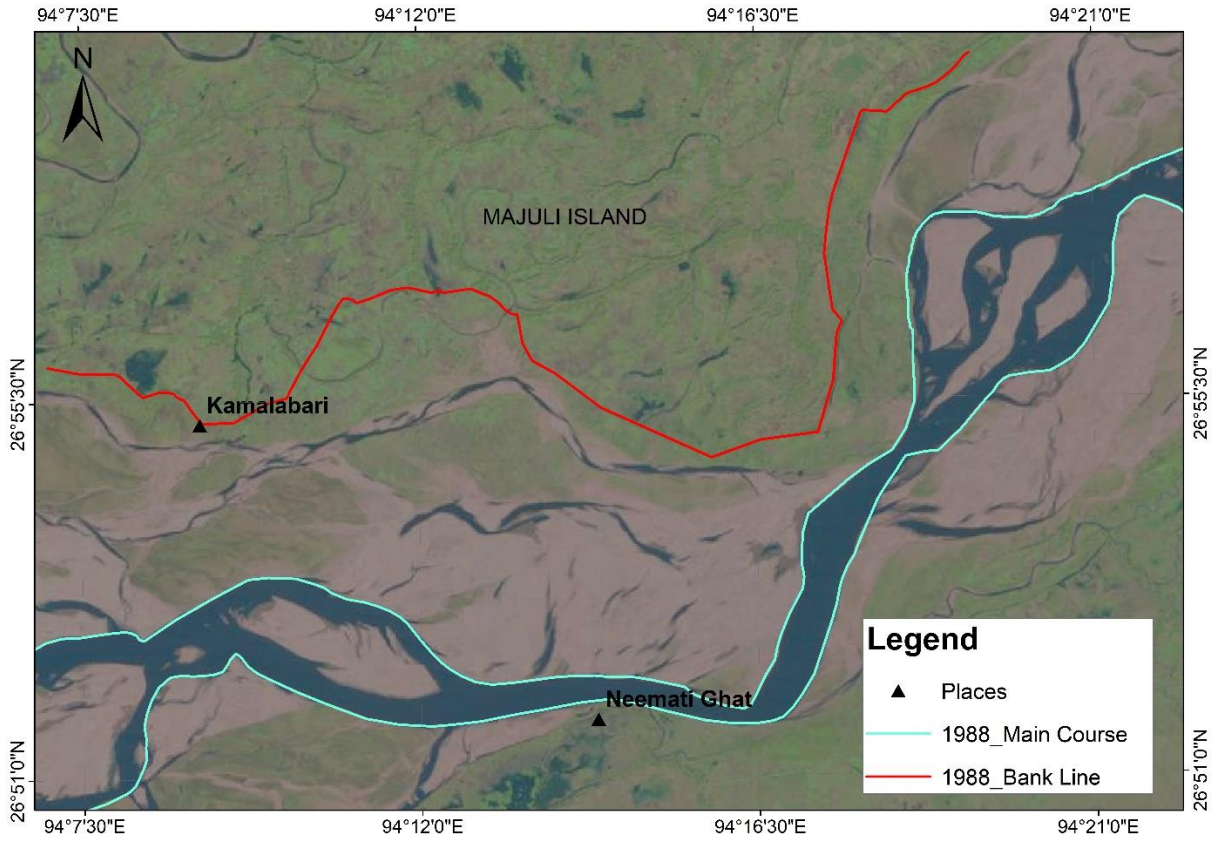 94°7'30"E
94°12'0"E
94°16'30"E
94°21'0"E
N
MAJULI ISLAND
26°55'30"N
26°55'30"N
Kamalabari
Neemati Ghat
Legend
Places
1988_Main Course
1988_Bank Line
26°51'0"N
26°51'0"N
94°7'30"E
94°12'0"E
94°16'30"E
94°21'0"E